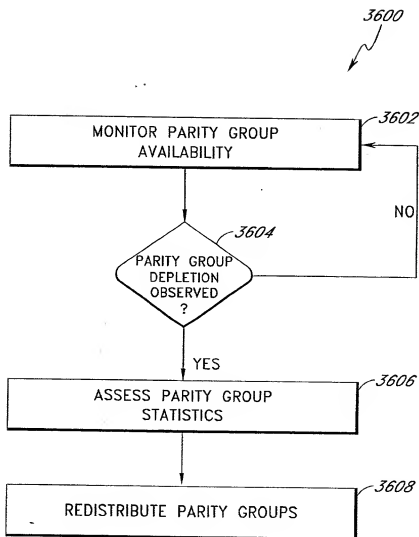 3600
3602
MONITOR PARITY GROUP
AVAILABILITY
NO
3604
PARITY GROUP
DEPLETION
OBSERVED
?
YES
3606
ASSESS PARITY GROUP
STATISTICS
3608
REDISTRIBUTE PARITY GROUPS